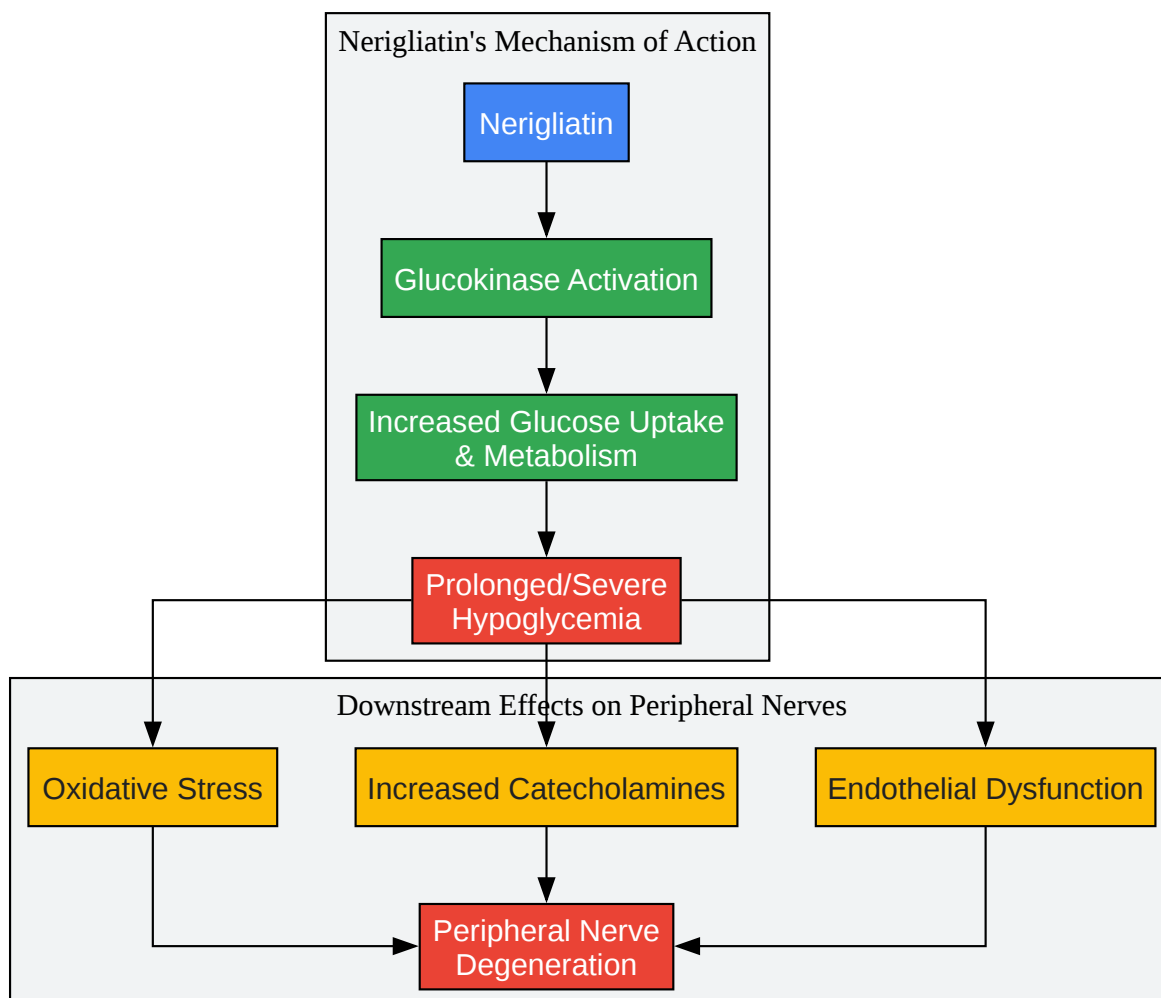 Nerigliatin's Mechanism of Action
Nerigliatin
Glucokinase Activation
Increased Glucose Uptake
& Metabolism
Prolonged/Severe
Hypoglycemia
Downstream Effects on Peripheral Nerves
Oxidative Stress
Increased Catecholamines
Endothelial Dysfunction
Peripheral Nerve
Degeneration